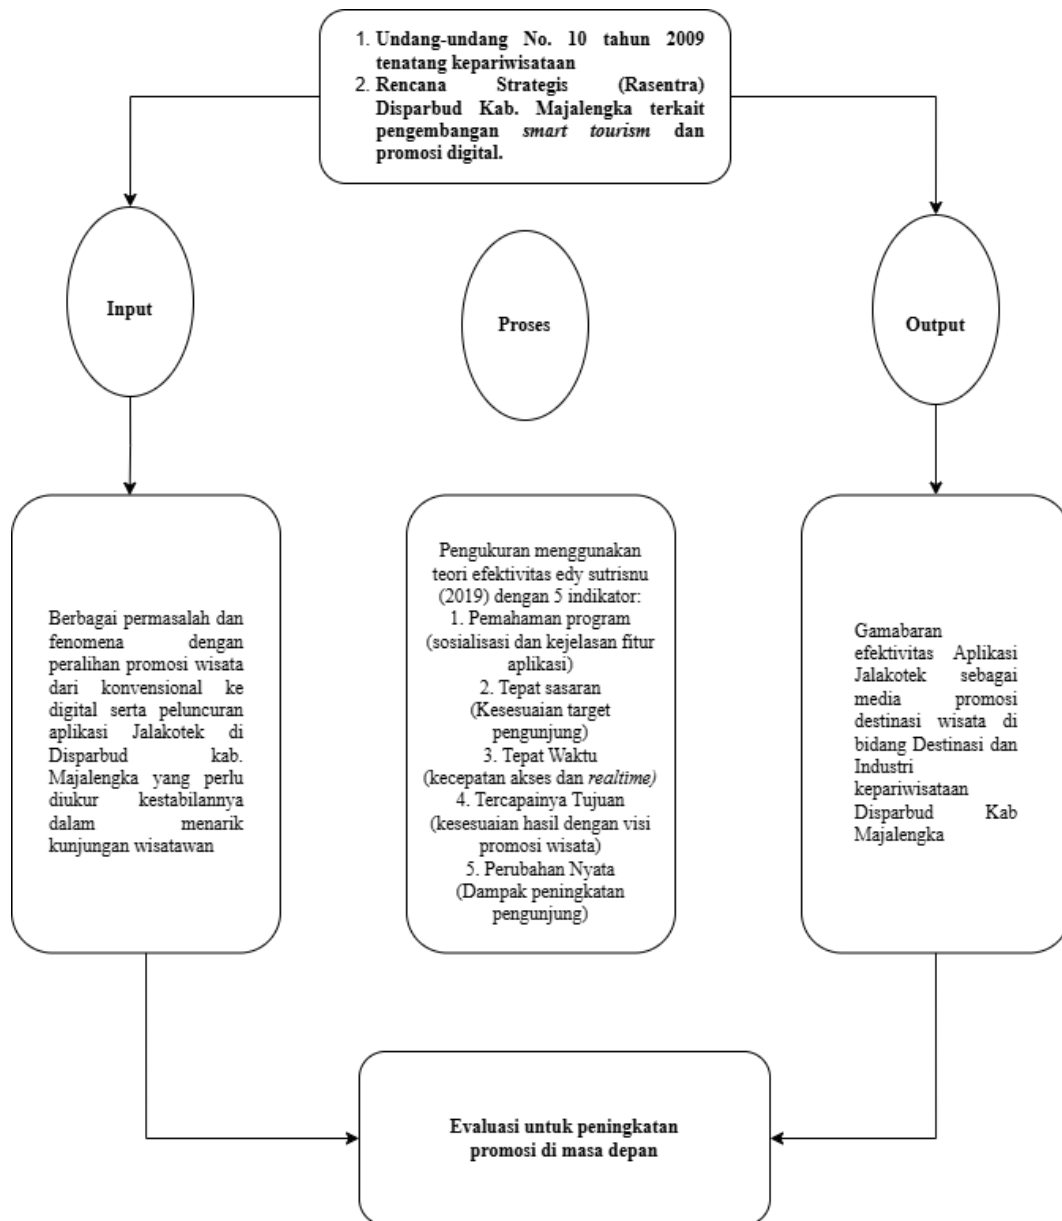 1. Undang-undang No. 10 tahun 2009
tenatang kepariwisataan
2. Rencana Strategis (Rasentra)
Disparbud Kab. Majalengka terkait
pengembangan smart tourism dan
promosi digital.
Input
Proses
Output
Berbagai permasalah dan
fenomena dengan
peralihan promosi wisata
dari konvensional ke
digital serta peluncuran
aplikasi Jalakotek di
Disparbud kab.
Majalengka yang perlu
diukur kestabilannya
dalam menarik
kunjungan wisatawan
Pengukuran menggunakan
teori efektivitas edy sutrisnu
(2019) dengan 5 indikator:
1. Pemahaman program
(sosialisasi dan kejelasan fitur
aplikasi)
2. Tepat sasaran
(Kesesuaian target
pengunjung)
3. Tepat Waktu
(kecepatan akses dan realtime)
4. Tercapainya Tujuan
(kesesuaian hasil dengan visi
promosi wisata)
5. Perubahan Nyata
(Dampak peningkatan
pengunjung)
Gamabaran
efektivitas Aplikasi
Jalakotek sebagai
media promosi
destinasi wisata di
bidang Destinasi dan
Industri
kepariwisataan
Disparbud Kab
Majalengka
Evaluasi untuk peningkatan
promosi di masa depan